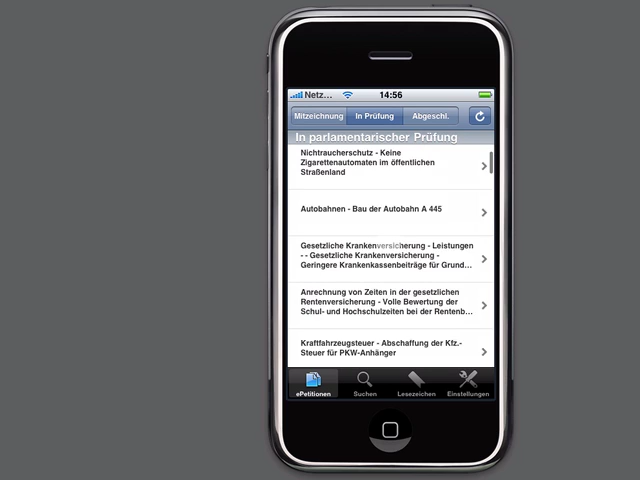 Netz...
14:56
Mitzeichnung In Prüfung Abgeschl.
In parlamentarischer Prüfung
Nichtraucherschutz - Keine
Zigarettenautomaten im öffentlichen
Straßenland
Autobahnen - Bau der Autobahn A 445
Gesetzliche Krankenversicherung - Leistungen
- - Gesetzliche Krankenversicherung -
Geringere Krankenkassenbeiträge für Grund...
Anrechnung von Zeiten in der gesetzlichen
Rentenversicherung - Volle Bewertung der
Schul- und Hochschulzeiten bei der Rentenb...
Kraftfahrzeugsteuer - Abschaffung der Kfz.-
Steuer für PKW-Anhänger
ePetitionen Suchen Lesezeichen Einstellungen